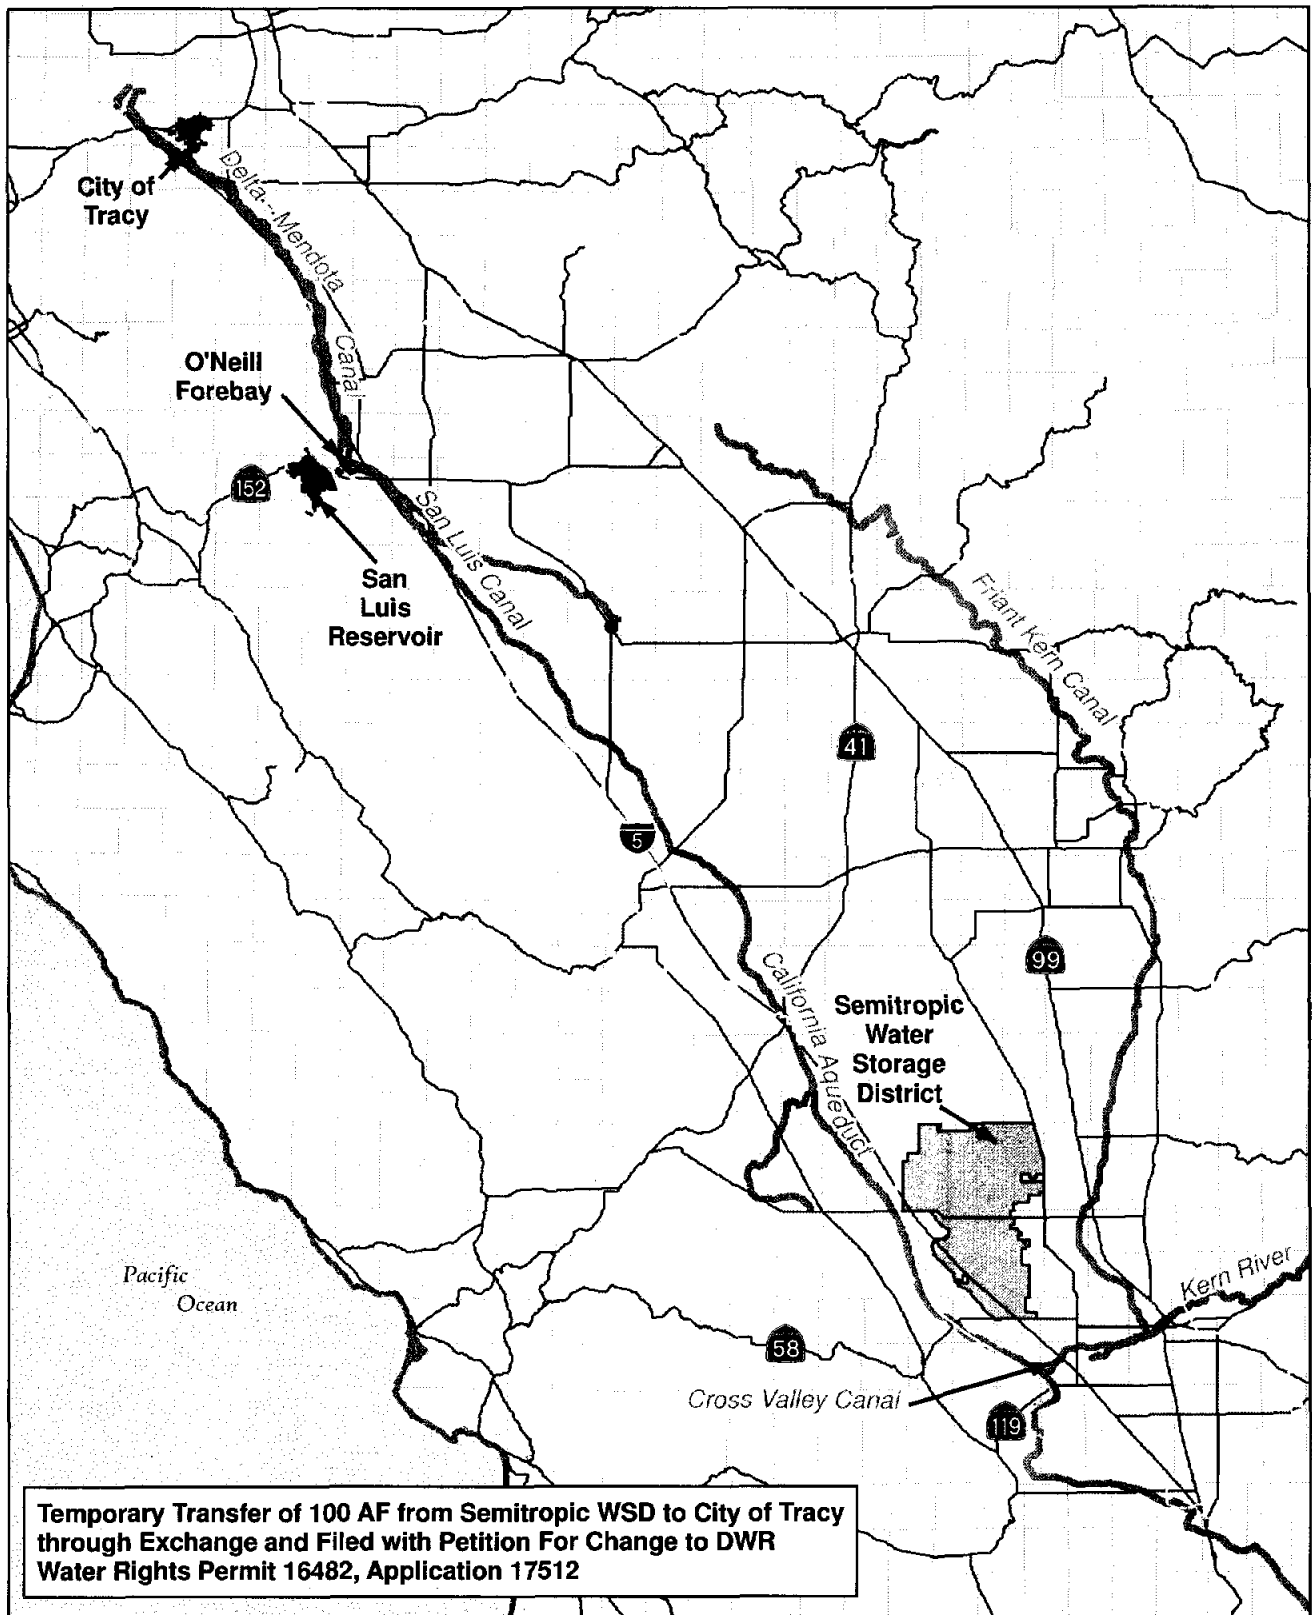 City of
Tracy
Delta-Mendota Canal
O'Neill
Forebay
152
San Luis Canal
San
Luis
Reservoir
Friant Kern Canal
41
5
99
California Aqueduct
Semitropic
Water
Storage
District
Pacific
Ocean
Kern River
58
Cross Valley Canal
119
Temporary Transfer of 100 AF from Semitropic WSD to City of Tracy
through Exchange and Filed with Petition For Change to DWR
Water Rights Permit 16482, Application 17512